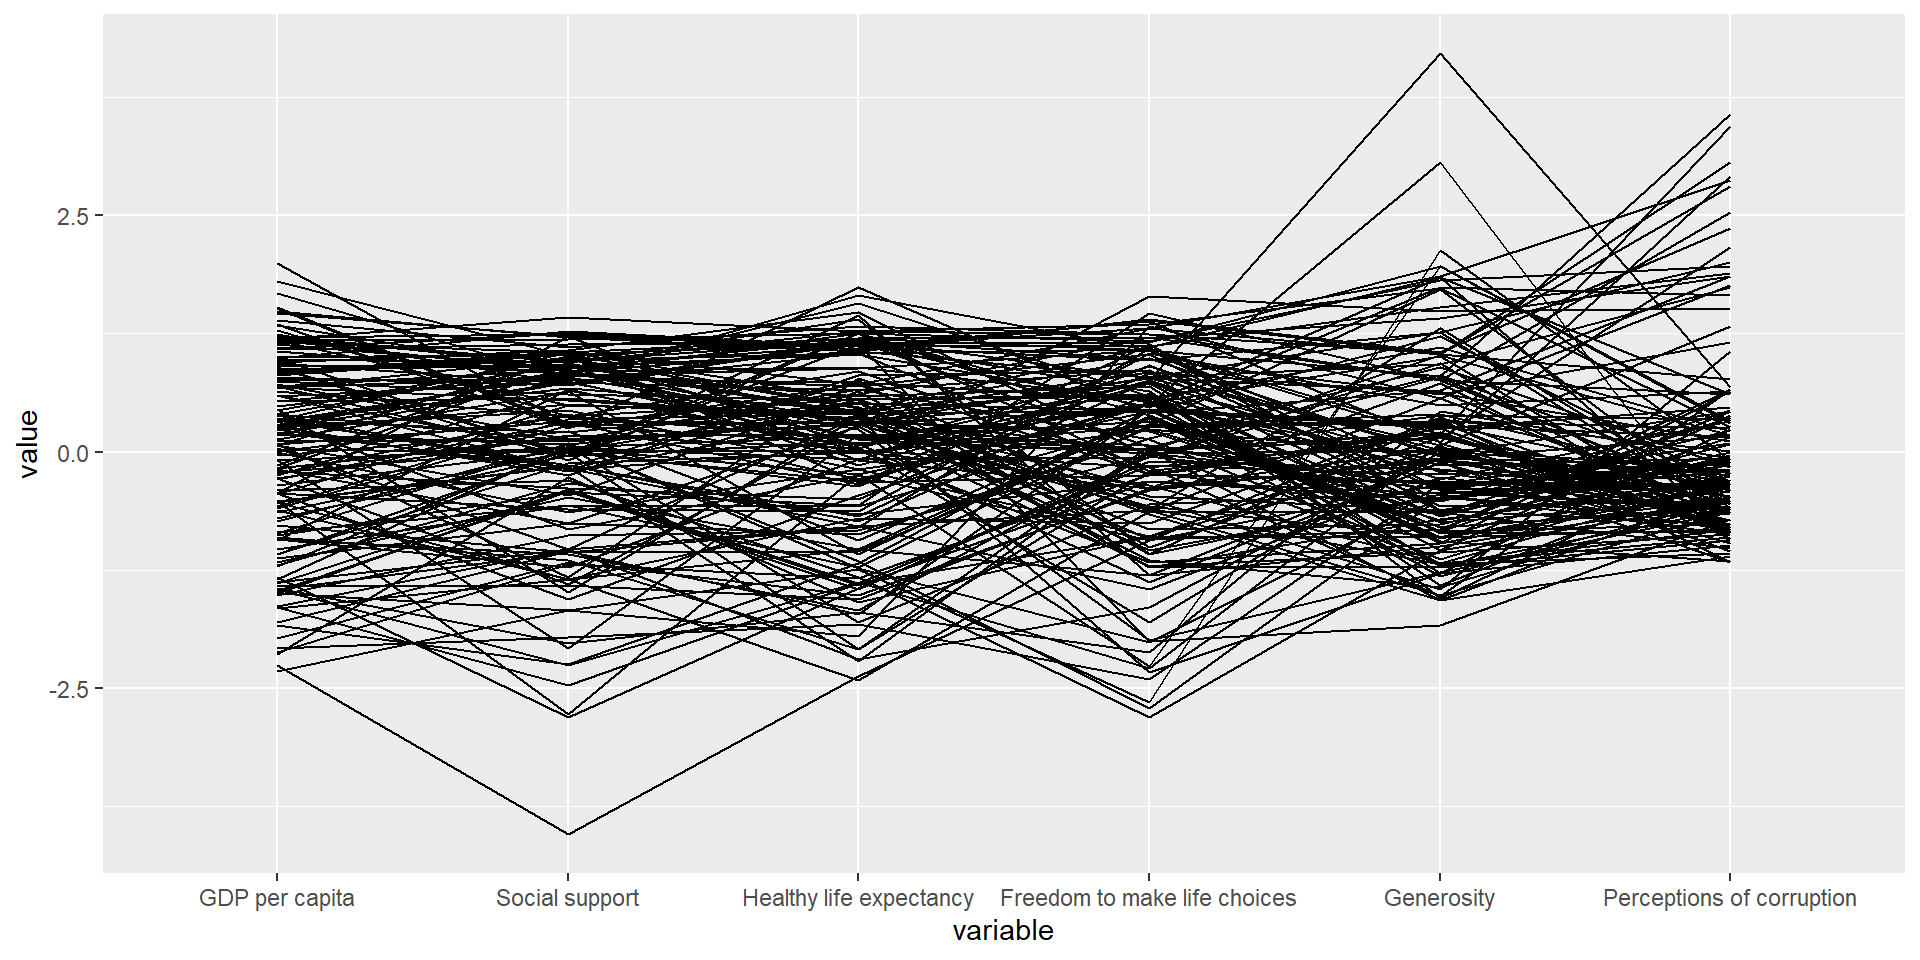 value
2.5
0.0
-2.5
GDP per capita
Social support
Healthy life expectancy
Freedom to make life choices
Generosity
Perceptions of corruption
variable